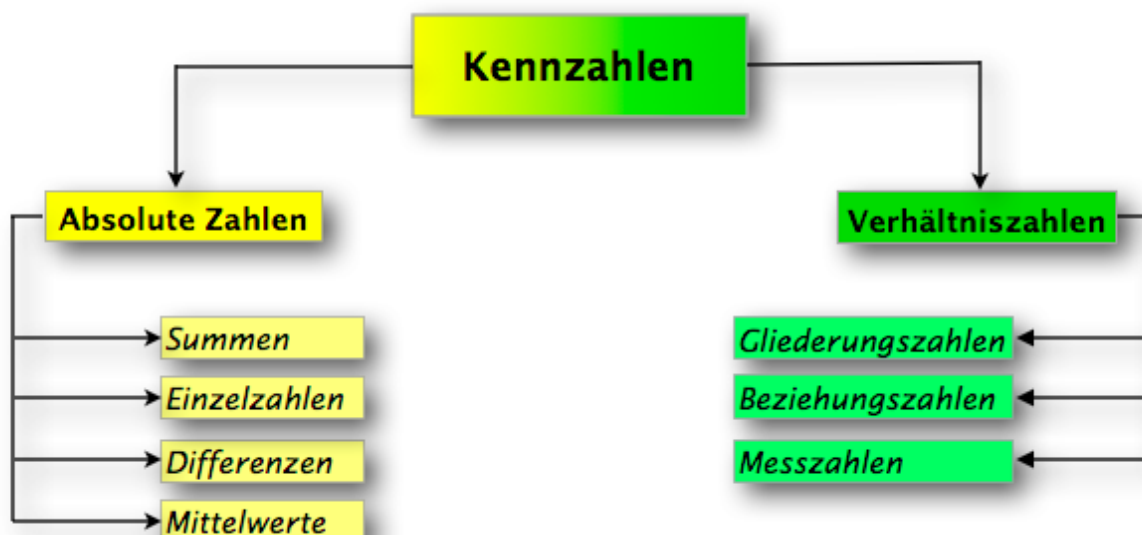 Kennzahlen
Absolute Zahlen
Summen
Einzelzahlen
Differenzen
Mittelwerte
Verhältniszahlen
Gliederungszahlen
Beziehungszahlen
Messzahlen